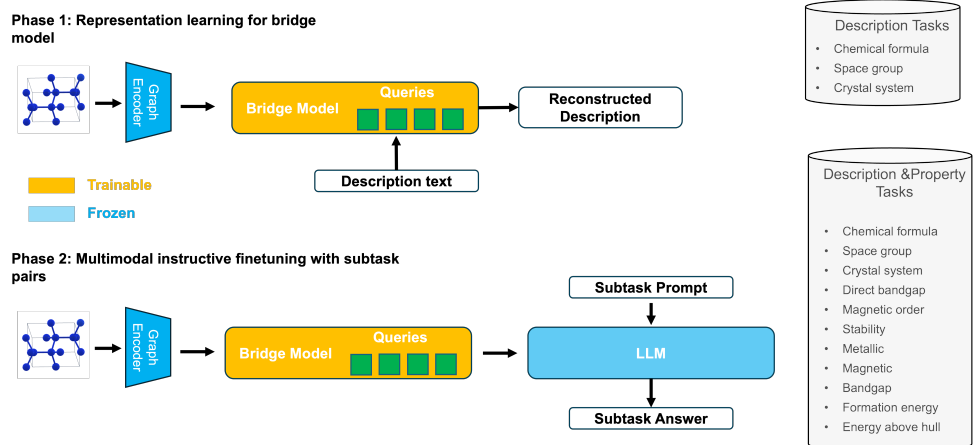 Phase 1: Representation learning for bridge
model
Graph
Encoder
Bridge Model
Queries
Reconstructed
Description
Description text
Trainable
Frozen
Phase 2: Multimodal instructive finetuning with subtask
pairs
Graph
Encoder
Bridge Model
Queries
Subtask Prompt
LLM
Subtask Answer
Description Tasks
• Chemical formula
• Space group
• Crystal system
Description &Property
Tasks
• Chemical formula
• Space group
• Crystal system
• Direct bandgap
• Magnetic order
• Stability
• Metallic
• Magnetic
• Bandgap
• Formation energy
• Energy above hull